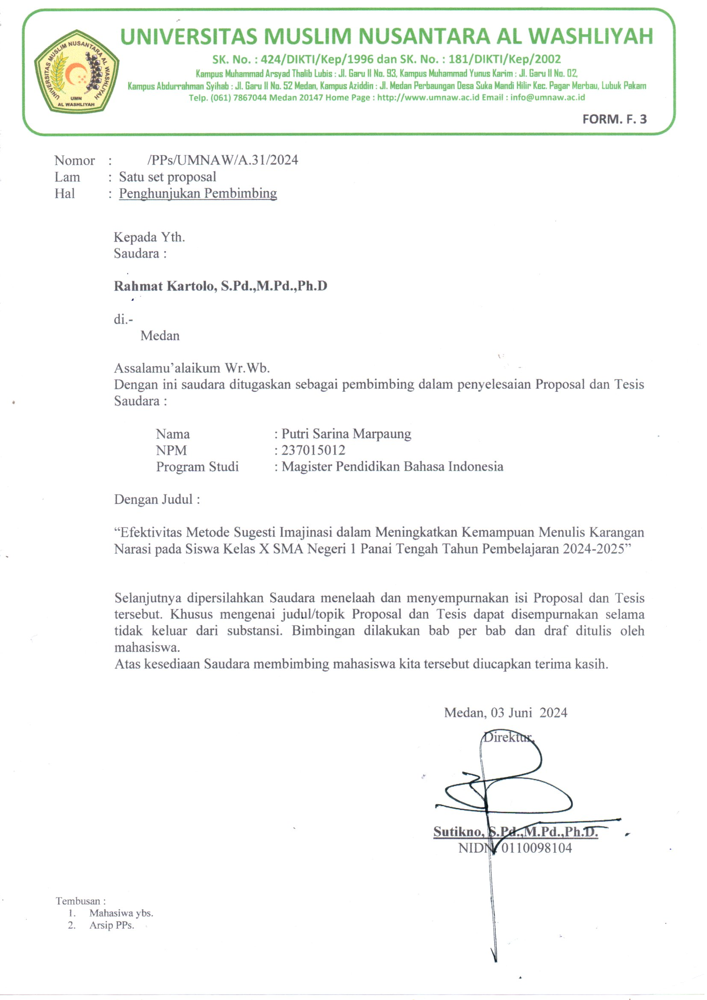 UNIVERSITAS MUSLIM NUSANTARA AL WASHLIYAH
UMN
AL WASHLIYAH
UNIVERSITAS MUSLIM NUSANTARA AL WASHLIYAH
SK. No. : 424/DIKTI/Kep/1996 dan SK. No. : 181/DIKTI/Kep/2002
Kampus Muhammad Arsyad Thalib Lubis : Jl. Garu II No. 93, Kampus Muhammad Yunus Karim : Jl. Garu II No. 02,
Kampus Abdurrahman Syihab : Jl. Garu II No. 52 Medan, Kampus Aziddin : Jl. Medan Perbaungan Desa Suka Mandi Hilir Kec. Pagar Merbau, Lubuk Pakam
Telp. (061) 7867044 Medan 20147 Home Page : http://www.umnaw.ac.id Email : info@umnaw.ac.id
FORM. F. 3
Nomor : /PPs/UMNAW/A.31/2024
Lam : Satu set proposal
Hal : Penghunjukan Pembimbing
Kepada Yth.
Saudara :
Rahmat Kartolo, S.Pd.,M.Pd.,Ph.D
di.-
Medan
Assalamu’alaikum Wr.Wb.
Dengan ini saudara ditugaskan sebagai pembimbing dalam penyelesaian Proposal dan Tesis
Saudara :
Nama : Putri Sarina Marpaung
NPM : 237015012
Program Studi : Magister Pendidikan Bahasa Indonesia
Dengan Judul :
“Efektivitas Metode Sugesti Imajinasi dalam Meningkatkan Kemampuan Menulis Karangan
Narasi pada Siswa Kelas X SMA Negeri 1 Panai Tengah Tahun Pembelajaran 2024-2025”
Selanjutnya dipersilahkan Saudara menelaah dan menyempurnakan isi Proposal dan Tesis
tersebut. Khusus mengenai judul/topik Proposal dan Tesis dapat disempurnakan selama
tidak keluar dari substansi. Bimbingan dilakukan bab per bab dan draf ditulis oleh
mahasiswa.
Atas kesediaan Saudara membimbing mahasiswa kita tersebut diucapkan terima kasih.
Medan, 03 Juni 2024
Direktur,
Sutikno, S.Pd.,M.Pd.,Ph.D.
NIDN. 0110098104
Tembusan :
1. Mahasiwa ybs.
2. Arsip PPs.